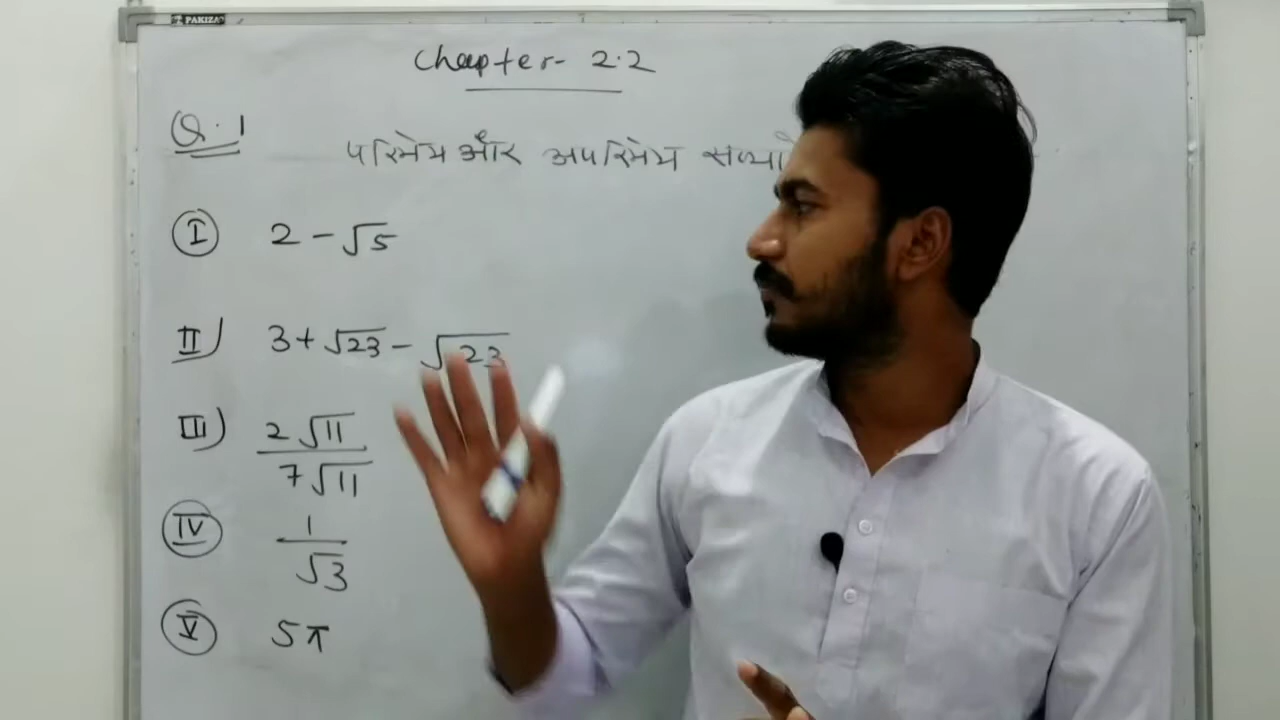 PAKIZA
Chapter- 2.2
Q.1
परिमेय और अपरिमेय
I 2 - √5
II) 3 + √23 - √23
III) 2√11 / 7√11
IV 1 / √3
V 5π